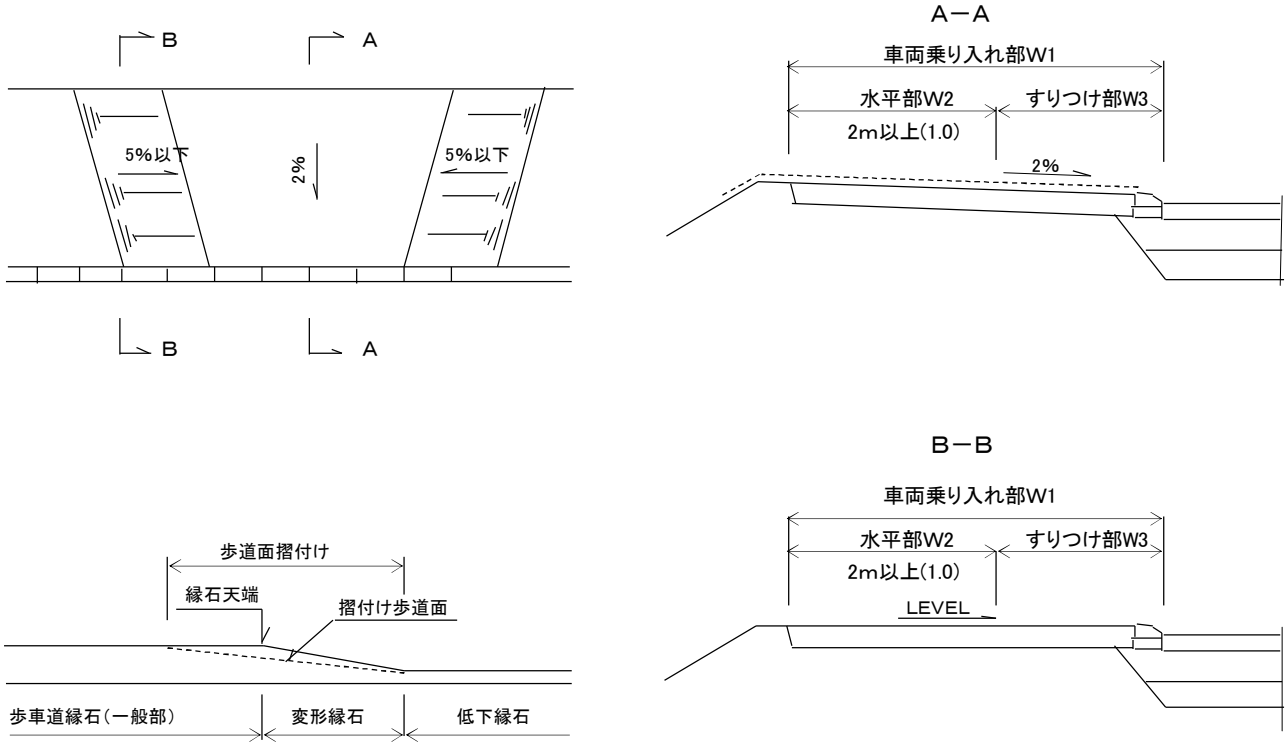 B
A
5%以下
2%
5%以下
B
A
A－A
車両乗り入れ部W1
水平部W2
すりつけ部W3
2m以上(1.0)
2%
歩道面摺付け
縁石天端
摺付け歩道面
歩車道縁石(一般部)
変形縁石
低下縁石
B－B
車両乗り入れ部W1
水平部W2
すりつけ部W3
2m以上(1.0)
LEVEL